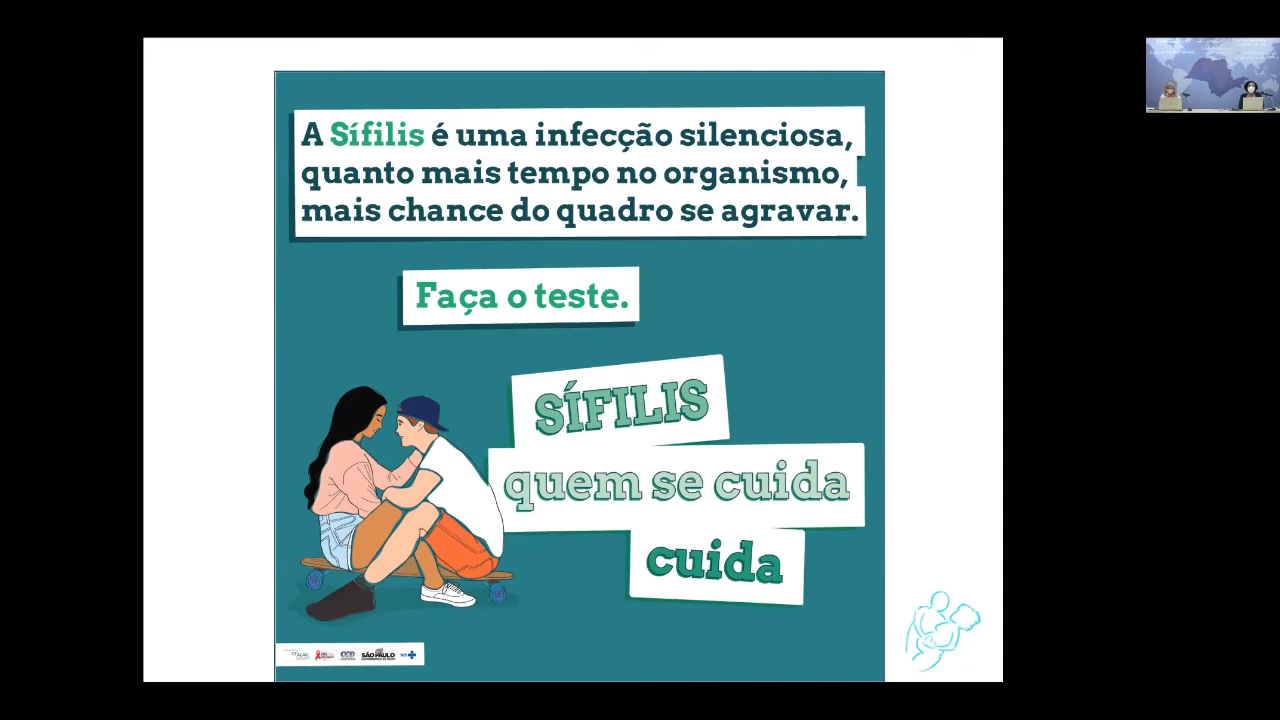 A Sífilis é uma infecção silenciosa,
quanto mais tempo no organismo,
mais chance do quadro se agravar.
Faça o teste.
SÍFILIS
quem se cuida
cuida
SÃO PAULO
SUS